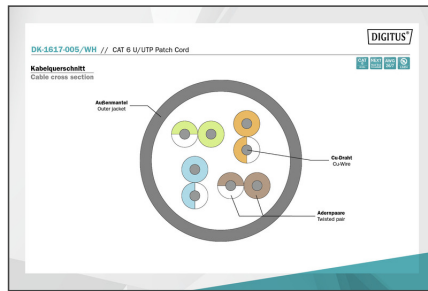 DIGITUS®
DK-1617-005/WH // CAT 6 U/UTP Patch Cord
Kabelquerschnitt
Cable cross section
Außenmantel
Outer jacket
Cu-Draht
Cu-Wire
Adernpaare
Twisted pair